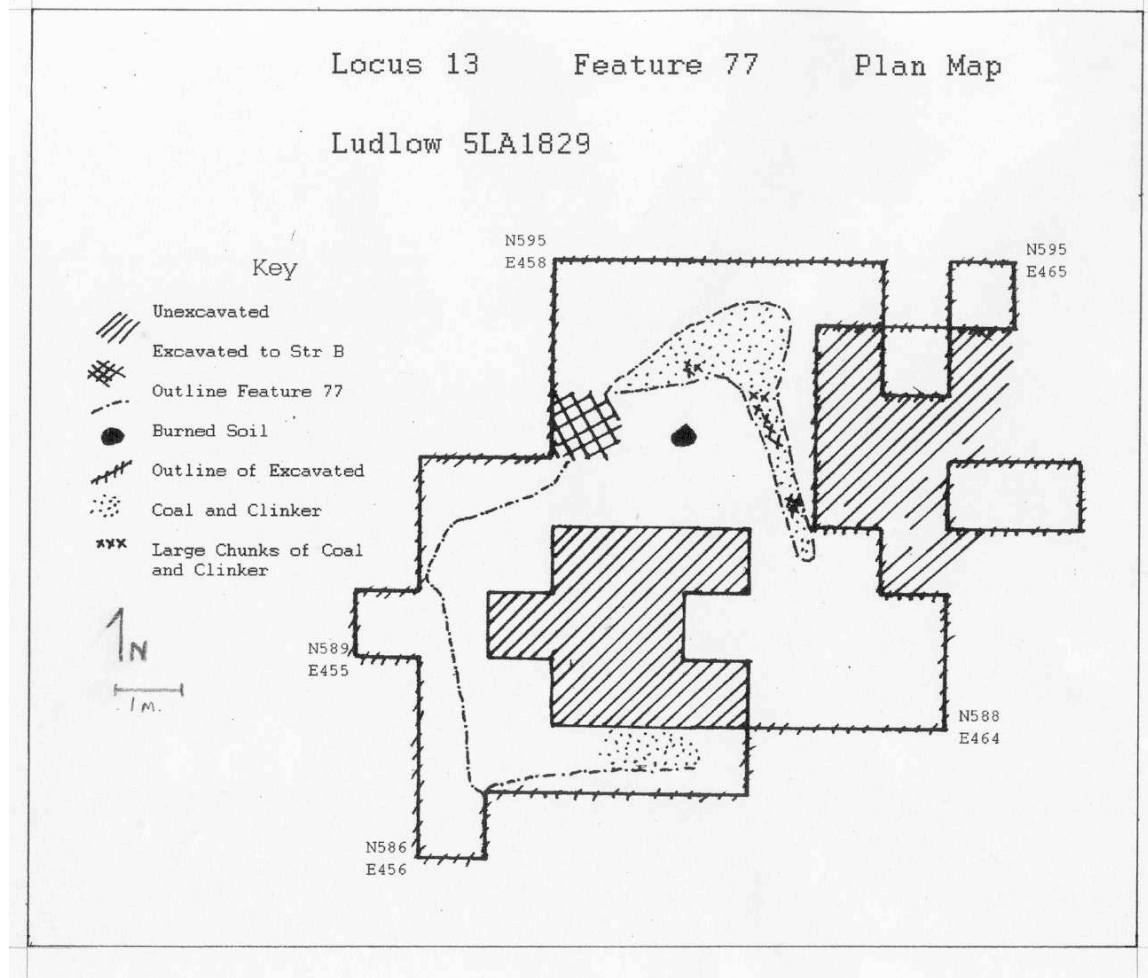 Locus 13 Feature 77 Plan Map
Ludlow 5LA1829
Key
Unexcavated
Excavated to Str B
Outline Feature 77
Burned Soil
Outline of Excavated
Coal and Clinker
Large Chunks of Coal
and Clinker
N
1 m.
N595
E458
N595
E465
N589
E455
N588
E464
N586
E456